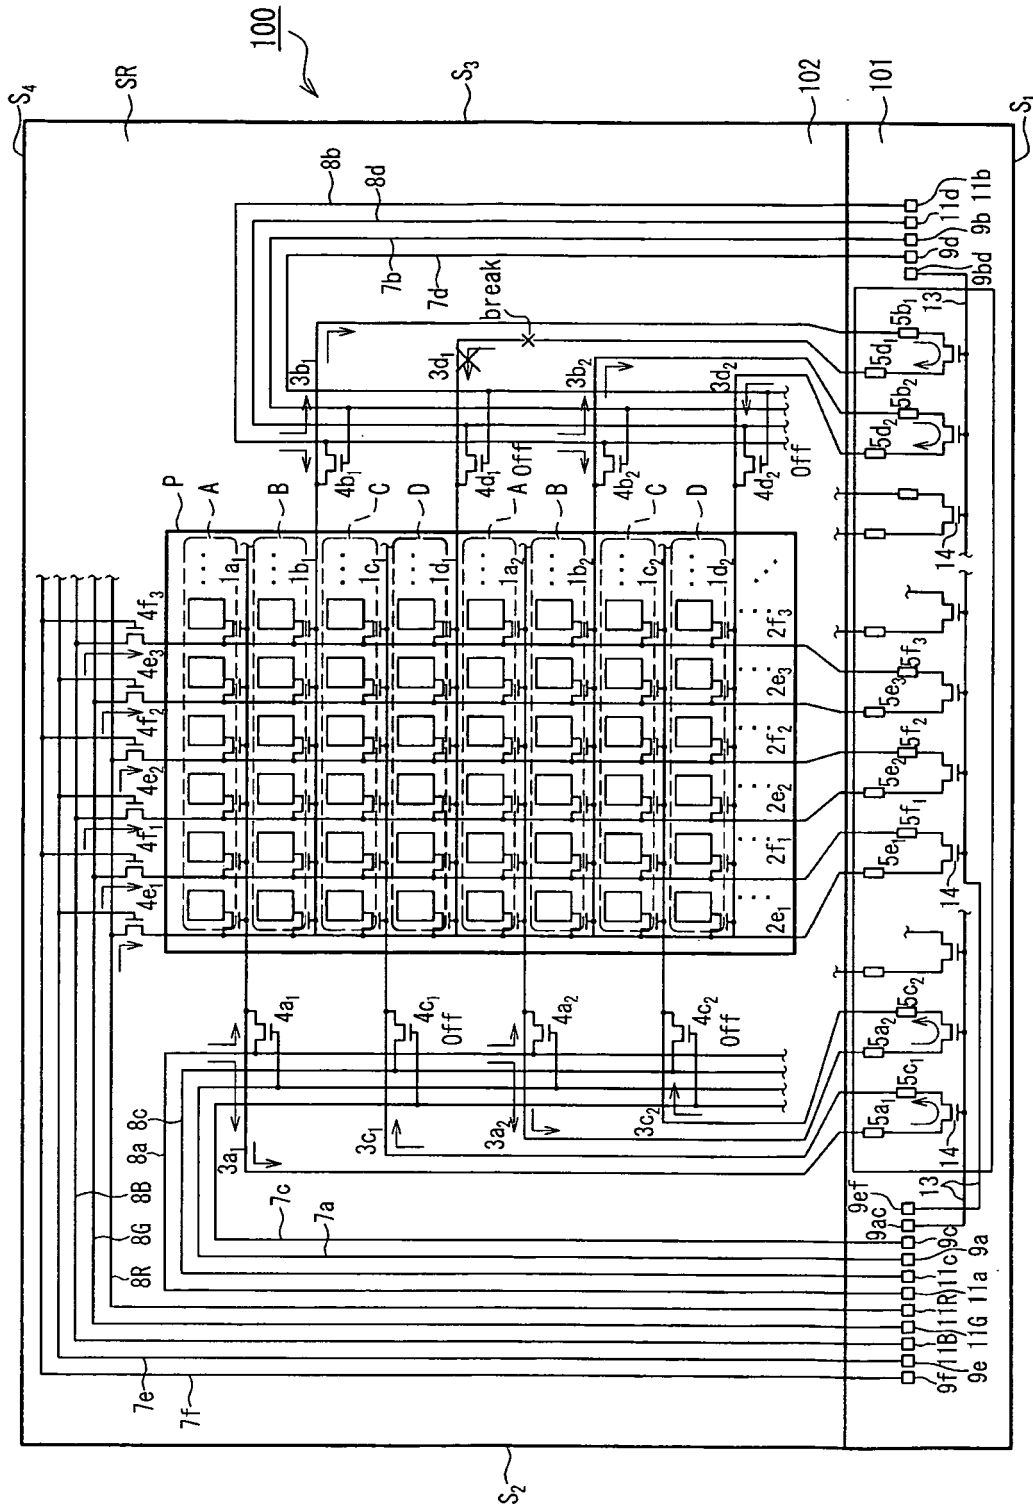 100
S4
SR
S3
102
101
S1
S2
8b
8d
7b
7d
break
3b1
3d1
3b2
3d2
4b1
4d1
Off
4b2
4d2
Off
P
A
B
C
D
A
B
C
D
1a1
1b1
1c1
1d1
1a2
1b2
1c2
1d2
4e1
4f1
4e2
4f2
4e3
4f3
2e1
2f1
2e2
2f2
2e3
2f3
4a1
4c1
Off
4a2
4c2
Off
3a1
3c1
3a2
3c2
8c
8a
8B
8G
8R
7c
7a
7e
7f
5a1
5c1
5a2
5c2
5e1
5f1
5e2
5f2
5e3
5f3
5d2
5b2
5d1
5b1
14
14
14
13
13
9f
9e
11B
11G
11R
11a
11c
9a
9c
9ac
9ef
9bd
9d
9b
11d
11b